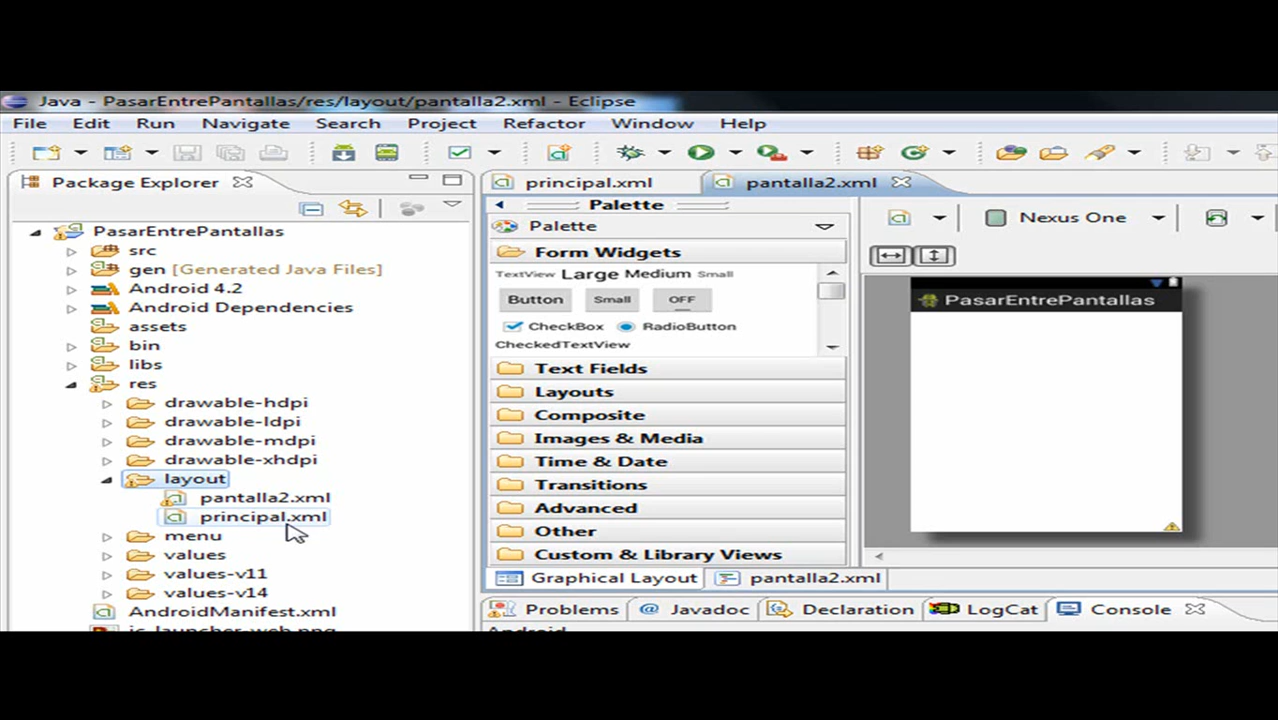 Java - PasarEntrePantallas/res/layout/pantalla2.xml - Eclipse
File Edit Run Navigate Search Project Refactor Window Help
Package Explorer
PasarEntrePantallas
src
gen [Generated Java Files]
Android 4.2
Android Dependencies
assets
bin
libs
res
drawable-hdpi
drawable-ldpi
drawable-mdpi
drawable-xhdpi
layout
pantalla2.xml
principal.xml
menu
values
values-v11
values-v14
AndroidManifest.xml
ic_launcher-web.png
principal.xml pantalla2.xml
Palette
Palette
Form Widgets
TextView Large Medium Small
Button Small OFF
CheckBox RadioButton
CheckedTextView
Text Fields
Layouts
Composite
Images & Media
Time & Date
Transitions
Advanced
Other
Custom & Library Views
Graphical Layout pantalla2.xml
Nexus One
PasarEntrePantallas
Problems @ Javadoc Declaration LogCat Console
Android